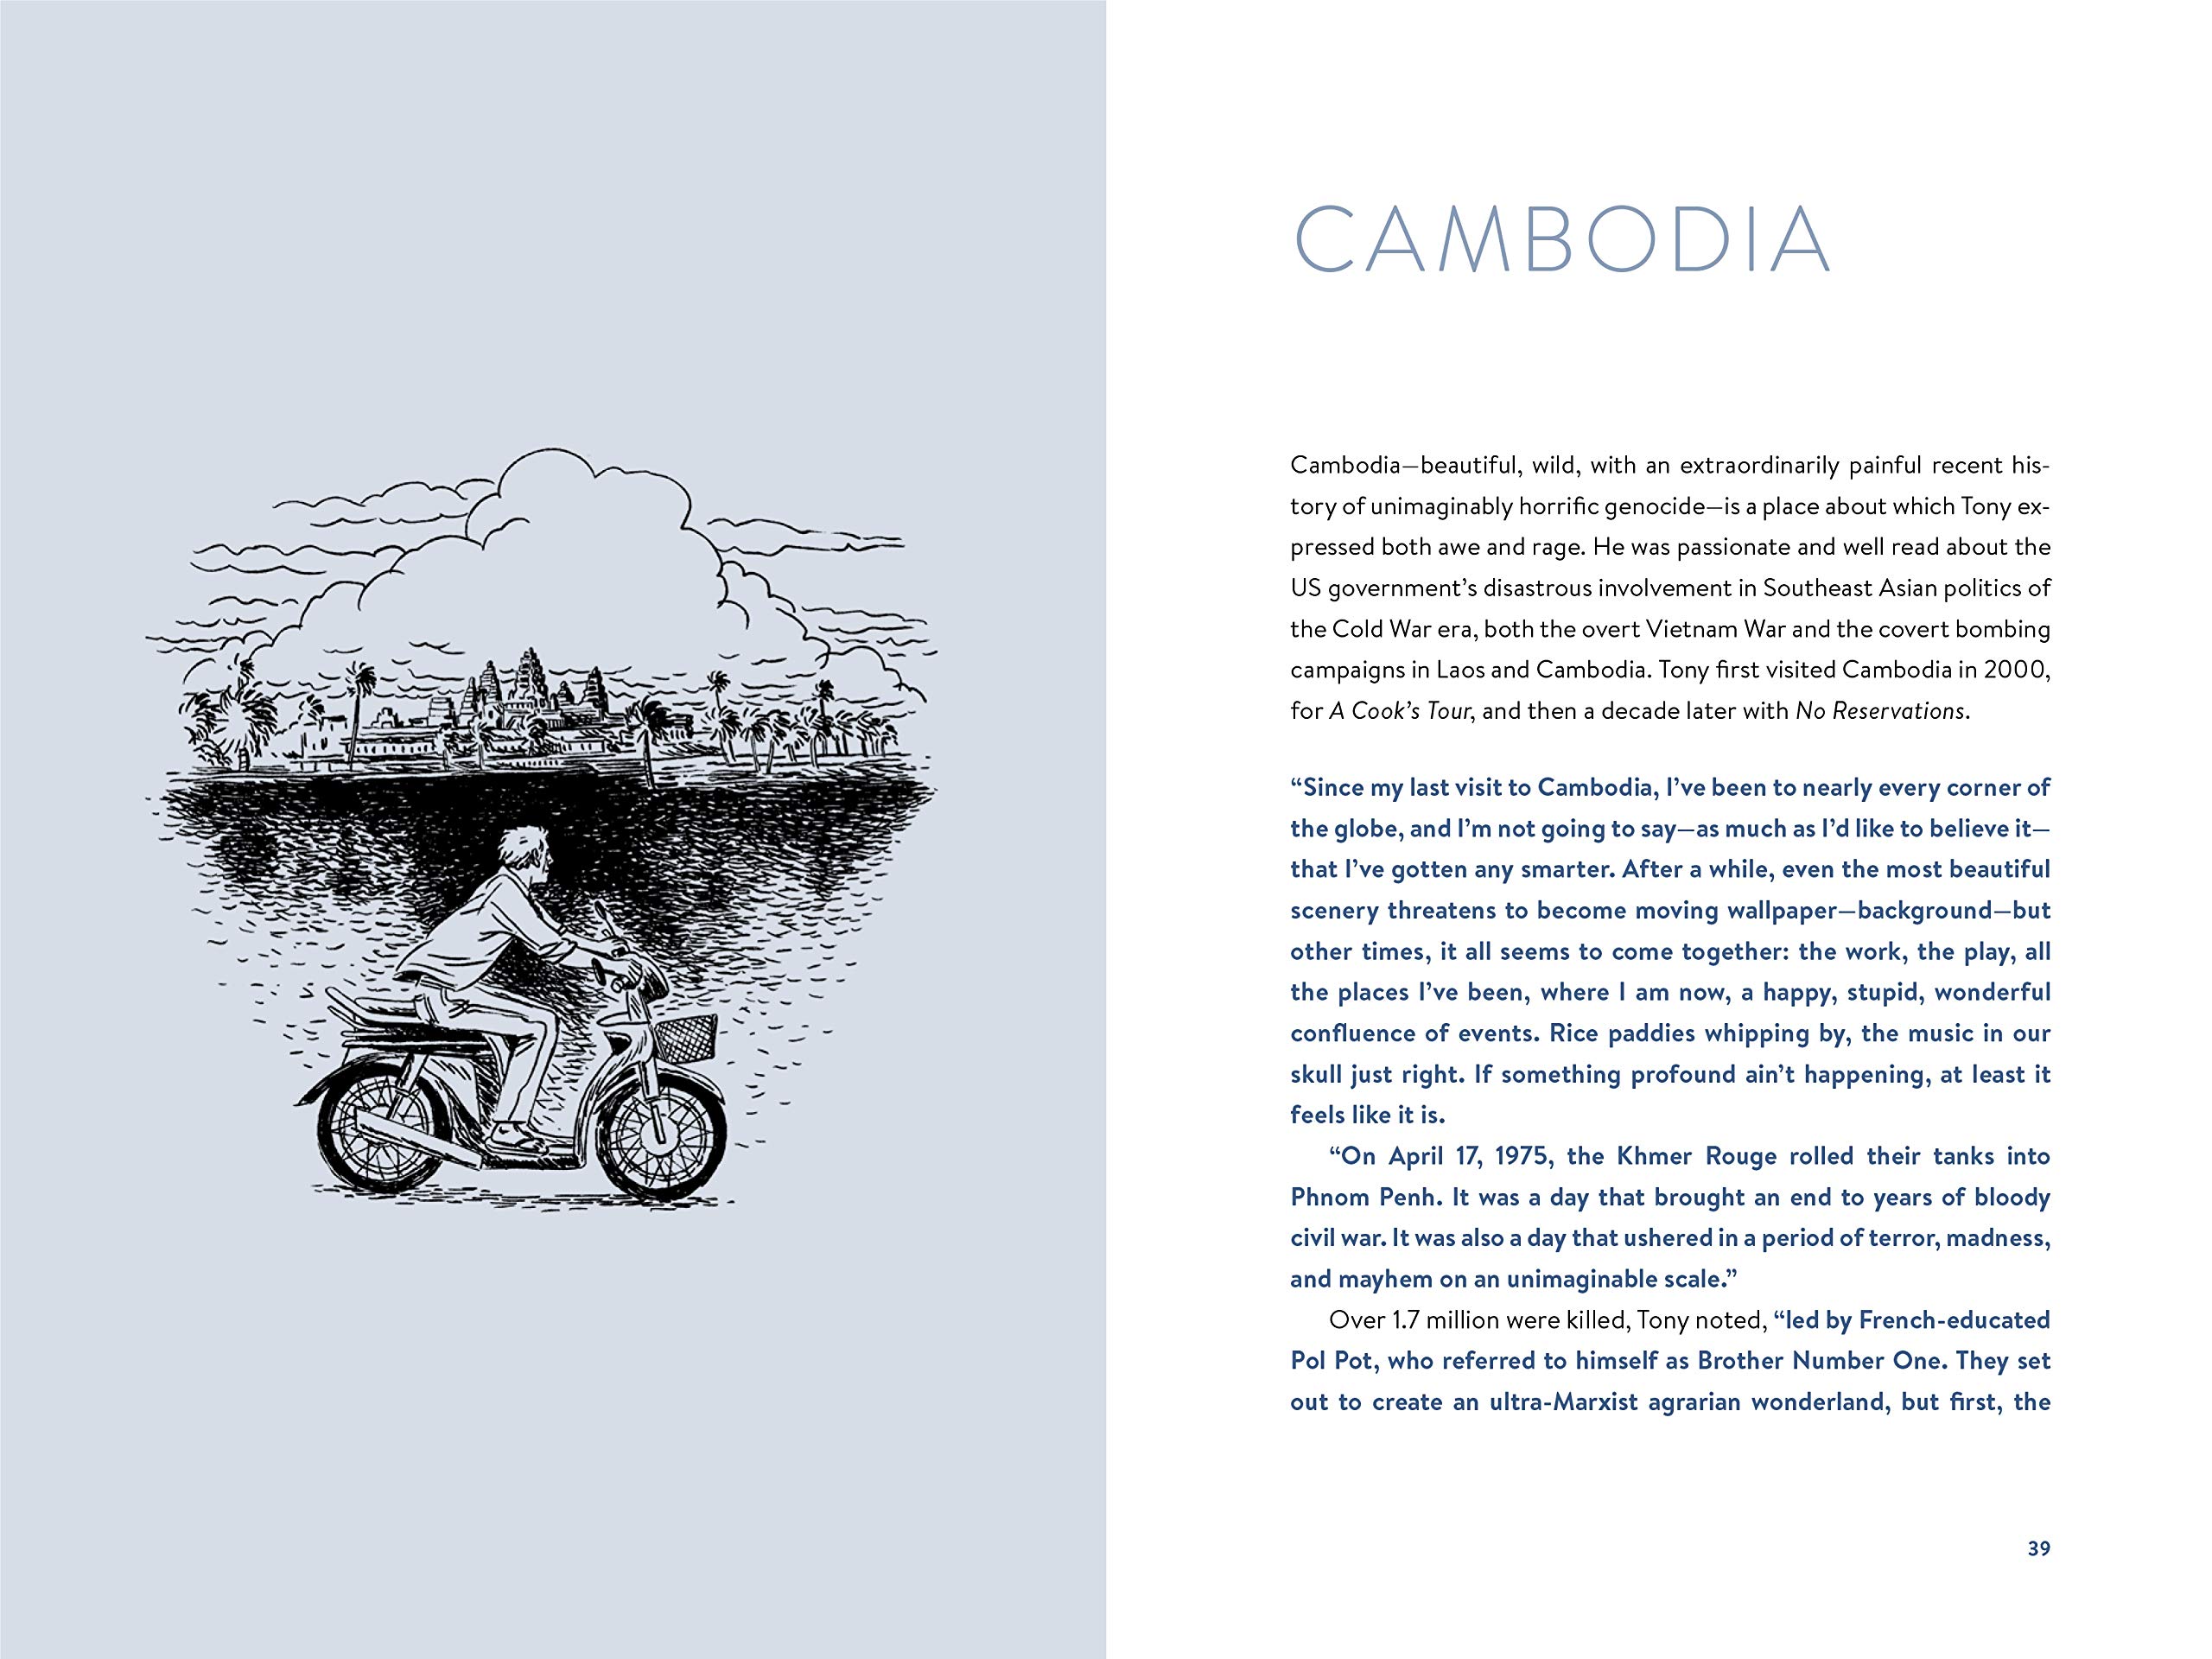 CAMBODIA
Cambodia—beautiful, wild, with an extraordinarily painful recent his-
tory of unimaginably horrific genocide—is a place about which Tony ex-
pressed both awe and rage. He was passionate and well read about the
US government’s disastrous involvement in Southeast Asian politics of
the Cold War era, both the overt Vietnam War and the covert bombing
campaigns in Laos and Cambodia. Tony first visited Cambodia in 2000,
for A Cook’s Tour, and then a decade later with No Reservations.
“Since my last visit to Cambodia, I’ve been to nearly every corner of
the globe, and I’m not going to say—as much as I’d like to believe it—
that I’ve gotten any smarter. After a while, even the most beautiful
scenery threatens to become moving wallpaper—background—but
other times, it all seems to come together: the work, the play, all
the places I’ve been, where I am now, a happy, stupid, wonderful
confluence of events. Rice paddies whipping by, the music in our
skull just right. If something profound ain’t happening, at least it
feels like it is.
“On April 17, 1975, the Khmer Rouge rolled their tanks into
Phnom Penh. It was a day that brought an end to years of bloody
civil war. It was also a day that ushered in a period of terror, madness,
and mayhem on an unimaginable scale.”
Over 1.7 million were killed, Tony noted, “led by French-educated
Pol Pot, who referred to himself as Brother Number One. They set
out to create an ultra-Marxist agrarian wonderland, but first, the
39